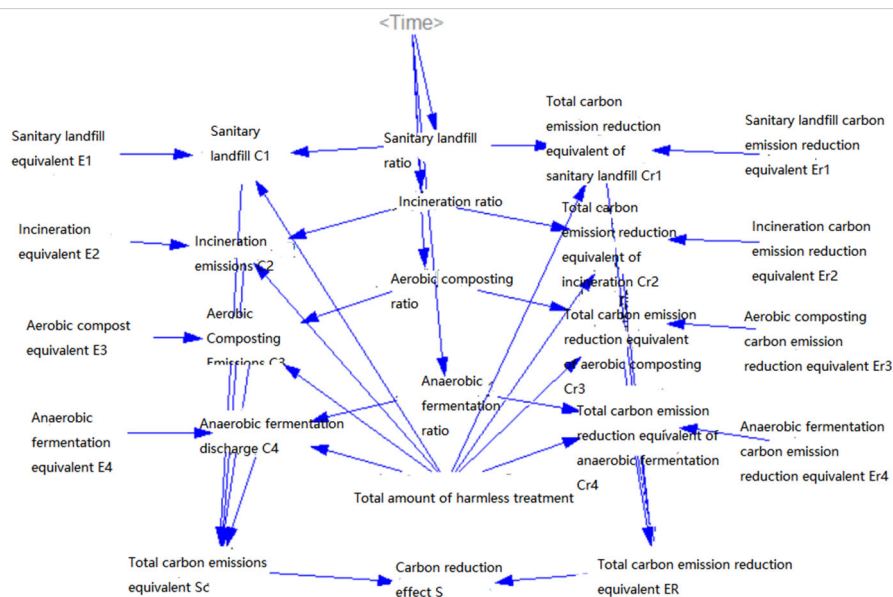 <Time>
Sanitary landfill
equivalent E1
Sanitary
landfill C1
Sanitary landfill
ratio
Total carbon
emission reduction
equivalent of
sanitary landfill Cr1
Sanitary landfill carbon
emission reduction
equivalent Er1
Incineration
equivalent E2
Incineration
emissions C2
Incineration ratio
Total carbon
emission reduction
equivalent of
incineration Cr2
Incineration carbon
emission reduction
equivalent Er2
Aerobic compost
equivalent E3
Aerobic
Composting
Emissions C3
Aerobic composting
ratio
Total carbon emission
reduction equivalent
of aerobic composting
Cr3
Aerobic composting
carbon emission
reduction equivalent Er3
Anaerobic
fermentation
equivalent E4
Anaerobic fermentation
discharge C4
Anaerobic
fermentation
ratio
Total carbon emission
reduction equivalent of
anaerobic fermentation
Cr4
Anaerobic fermentation
carbon emission
reduction equivalent Er4
Total amount of harmless treatment
Total carbon emissions
equivalent Sc
Carbon reduction
effect S
Total carbon emission reduction
equivalent ER